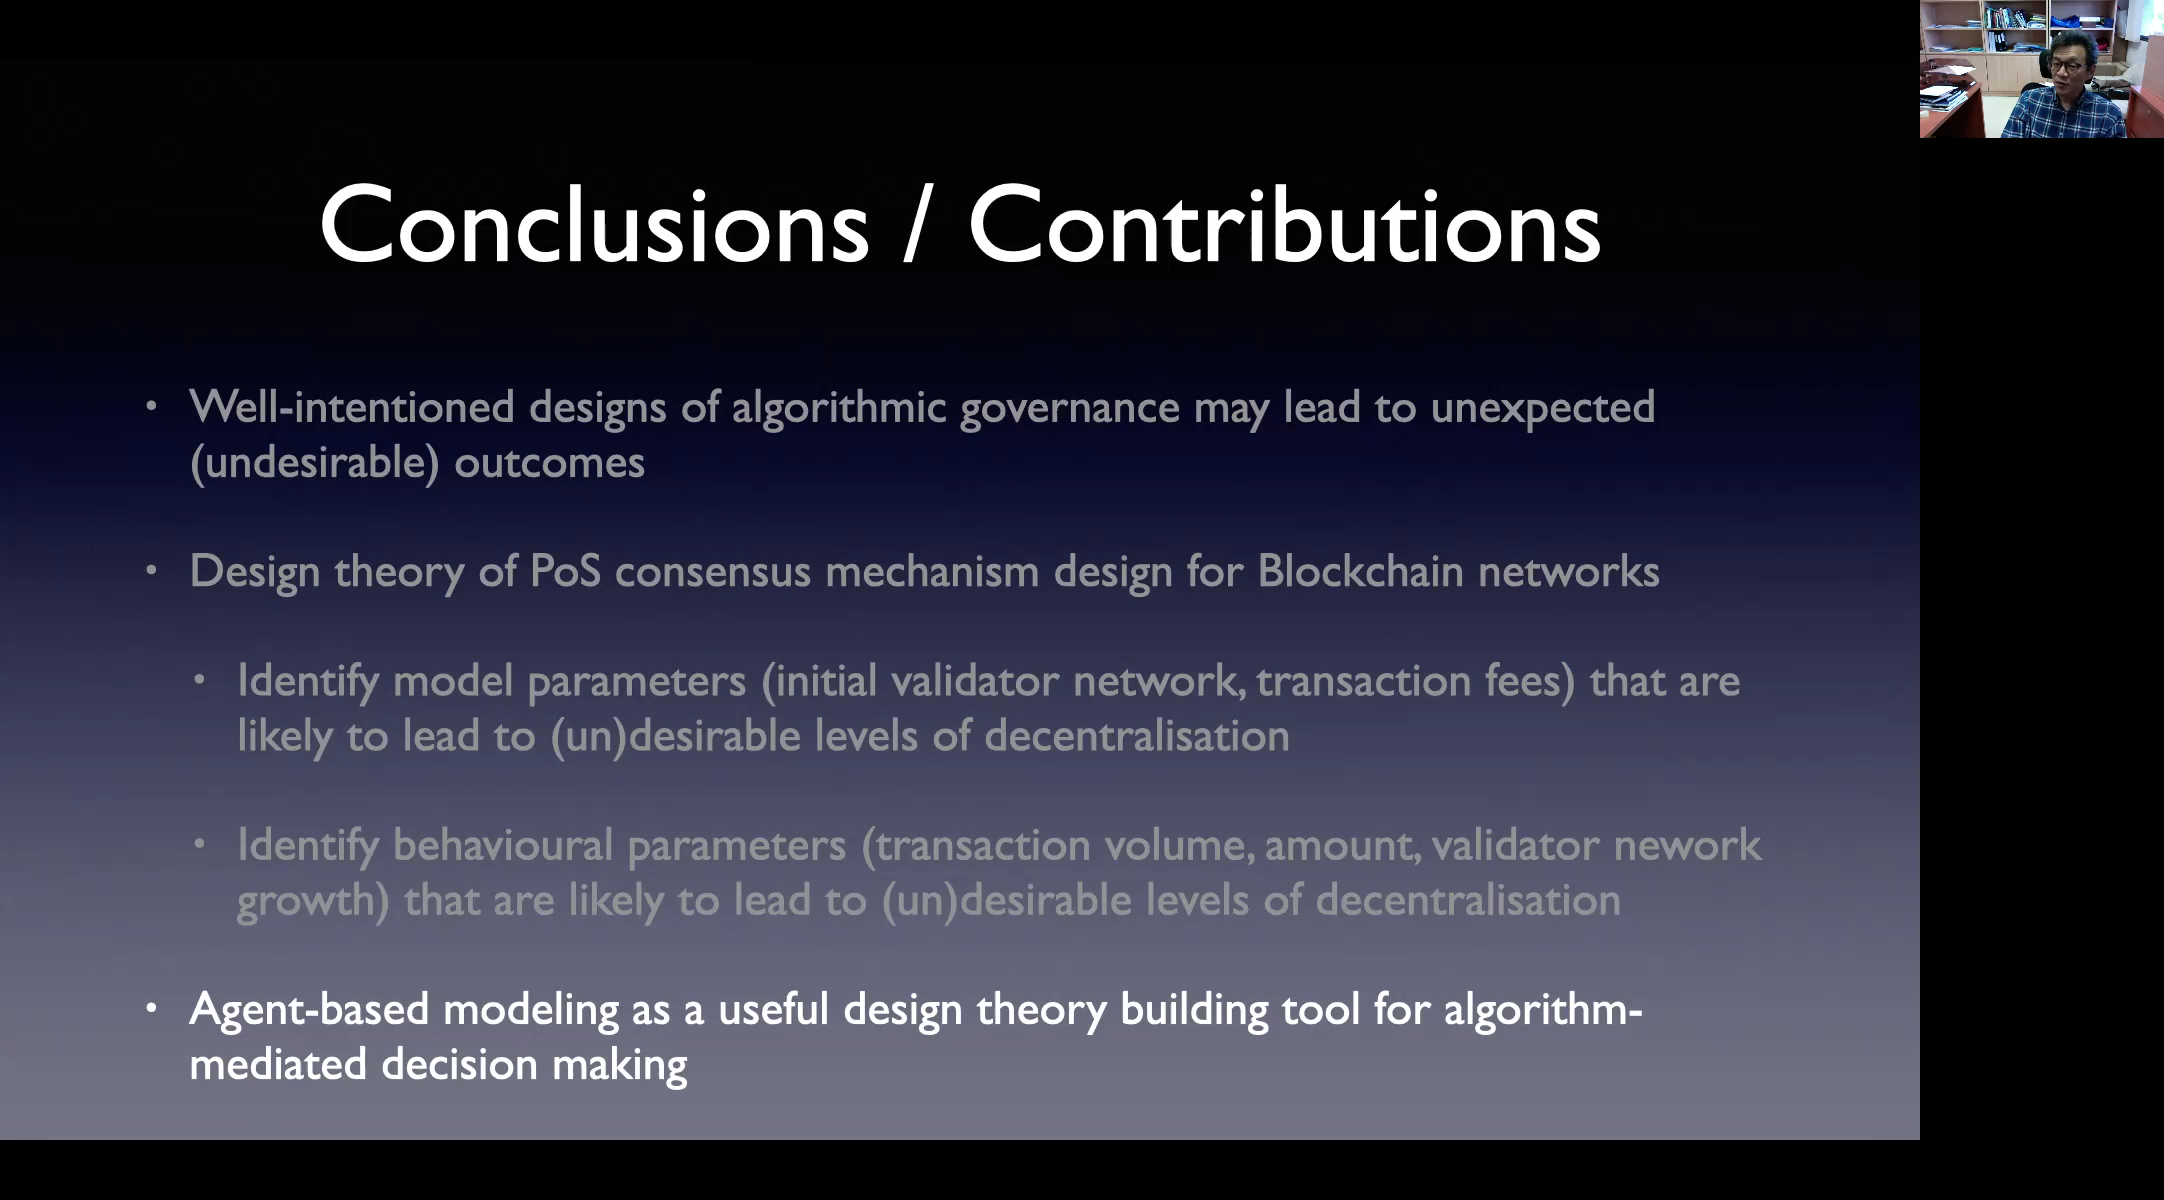 Conclusions / Contributions
• Well-intentioned designs of algorithmic governance may lead to unexpected
(undesirable) outcomes
• Design theory of PoS consensus mechanism design for Blockchain networks
• Identify model parameters (initial validator network, transaction fees) that are
likely to lead to (un)desirable levels of decentralisation
• Identify behavioural parameters (transaction volume, amount, validator nework
growth) that are likely to lead to (un)desirable levels of decentralisation
• Agent-based modeling as a useful design theory building tool for algorithm-
mediated decision making